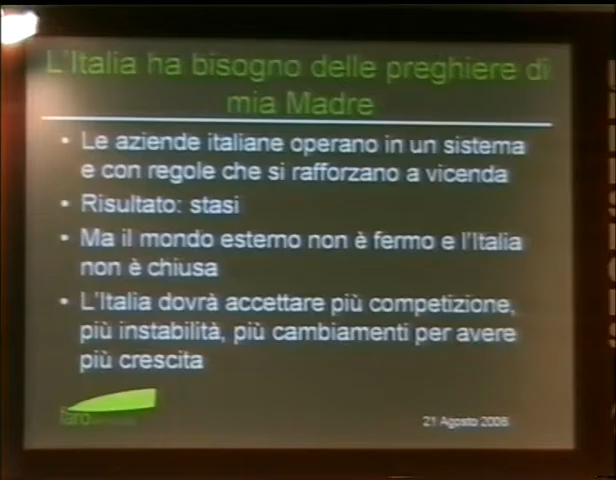 L'Italia ha bisogno delle preghiere di
mia Madre
• Le aziende italiane operano in un sistema
e con regole che si rafforzano a vicenda
• Risultato: stasi
• Ma il mondo esterno non è fermo e l'Italia
non è chiusa
• L'Italia dovrà accettare più competizione,
più instabilità, più cambiamenti per avere
più crescita
faro
21 Agosto 2008